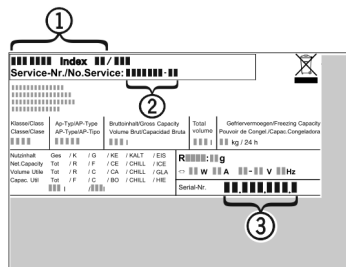 1
Index /
Service-Nr./No.Service: -
2
Klasse/Class Ap-Typ/AP-Type Bruttoinhalt/Gross Capacity Total Gefriervermoegen/Freezing Capacity
Classe/Clase AP-Type/AP-Tipo Volume Brut/Capacidad Bruta volume Pouvoir de Congel./Capac.Congeladora
l l kg / 24 h
Nutzinhalt Ges / K / G / KE / KALT / EIS
Net.Capacity Tot / R / F / CE / CHILL / ICE
Volume Utile Tot / R / C / CA / CHILL / GLA
Capac. Util Tot / F / C / BO / CHILL / HIE
l / l
R : g
W A - V Hz
Serial-Nr. . . .
3